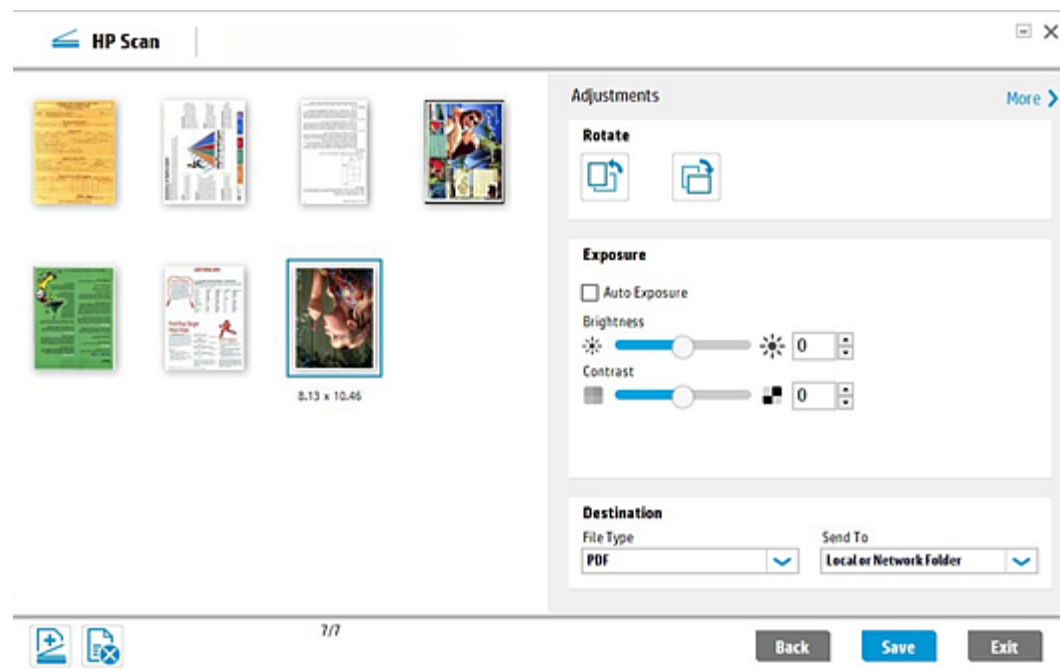 HP Scan
Adjustments
More
Rotate
Exposure
Auto Exposure
Brightness
0
Contrast
0
8.13 x 10.46
Destination
File Type
Send To
PDF
Local or Network Folder
7/7
Back
Save
Exit